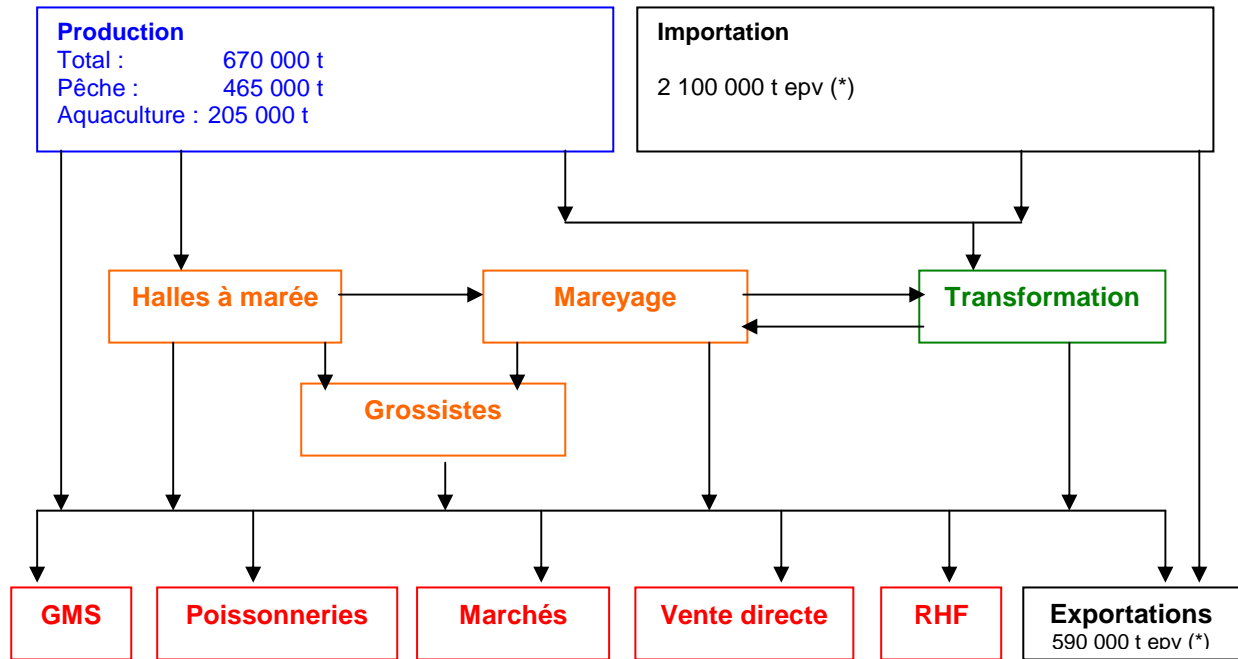 Production
Total : 670 000 t
Pêche : 465 000 t
Aquaculture : 205 000 t
Importation
2 100 000 t epv (*)
Halles à marée
Mareyage
Transformation
Grossistes
GMS
Poissonneries
Marchés
Vente directe
RHF
Exportations
590 000 t epv (*)